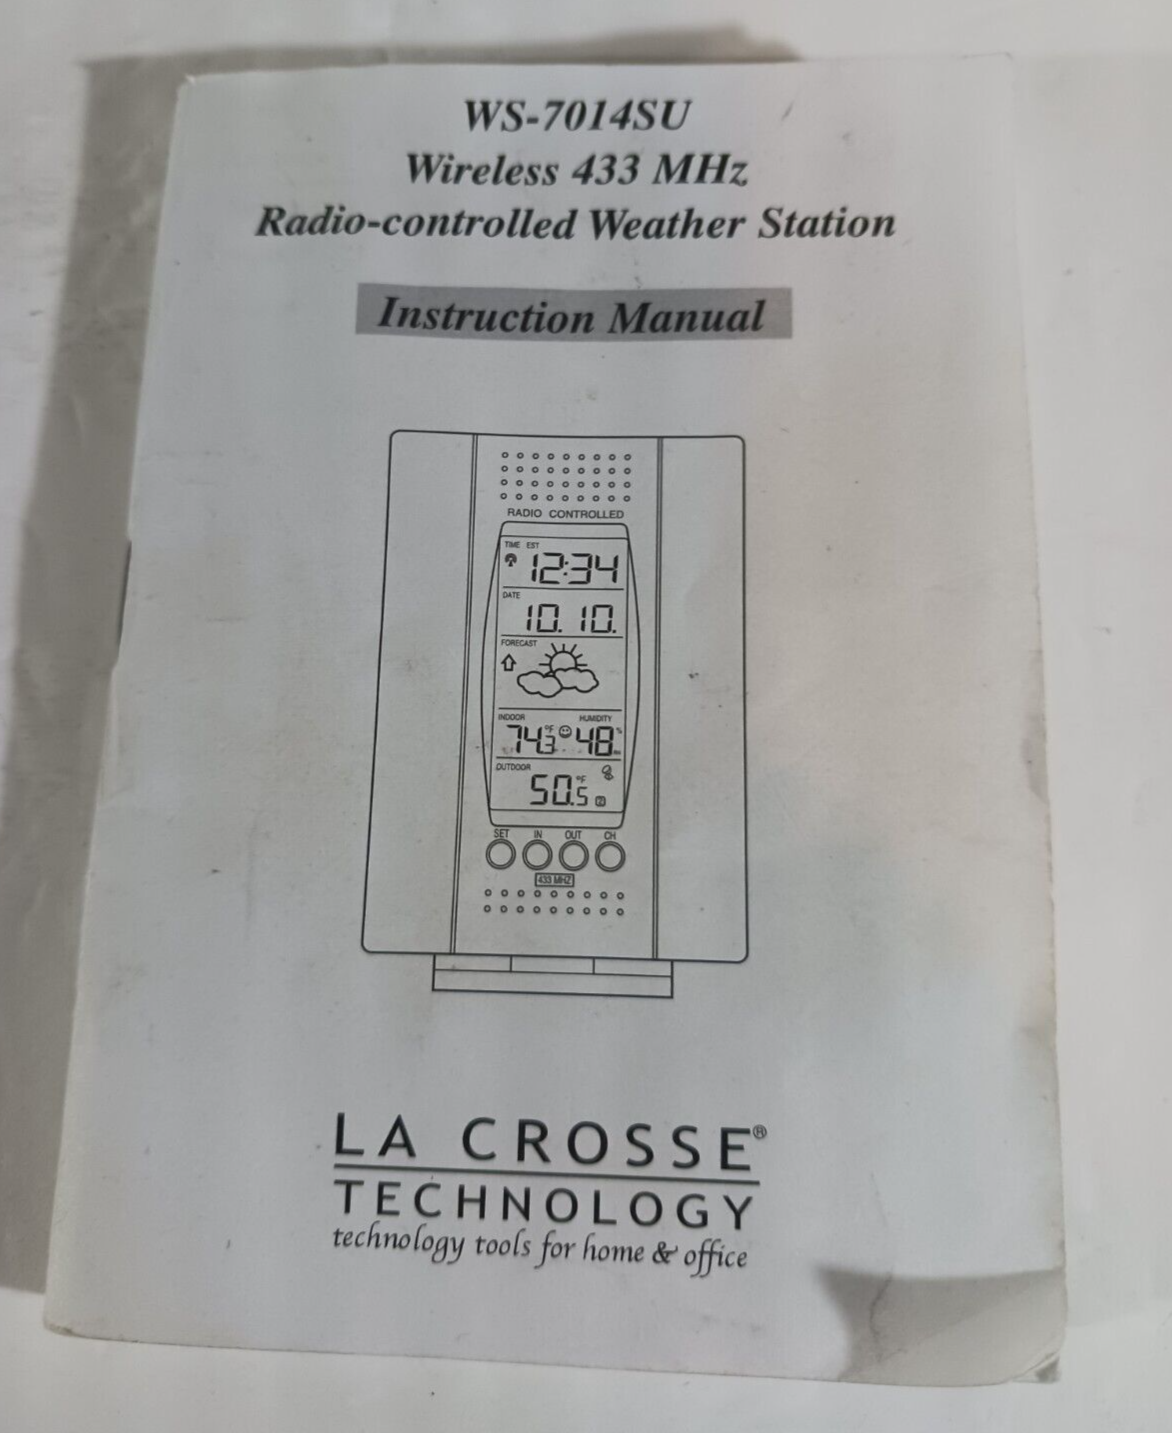 WS-7014SU
Wireless 433 MHz
Radio-controlled Weather Station
Instruction Manual
RADIO CONTROLLED
TIME EST
12:34
DATE
10. 10.
FORECAST
INDOOR HUMIDITY
74.3 °F 48 %
OUTDOOR
50.5 °F 2
SET IN OUT CH
433 MHZ
LA CROSSE®
TECHNOLOGY
technology tools for home & office